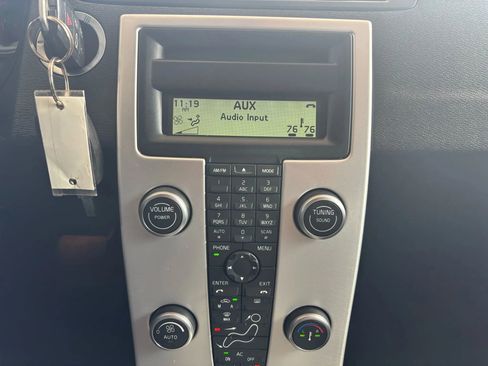 11:19 AUX
AM
Audio Input
76 76
AM/FM MODE
1 2 ABC 3 DEF
4 GHI 5 JKL 6 MNO
7 PQRS 8 TUV 9 WXYZ
AUTO 0 + SCAN #
VOLUME
POWER
TUNING
SOUND
PHONE MENU
ENTER EXIT
M A
MAX
AUTO
AC
ON OFF